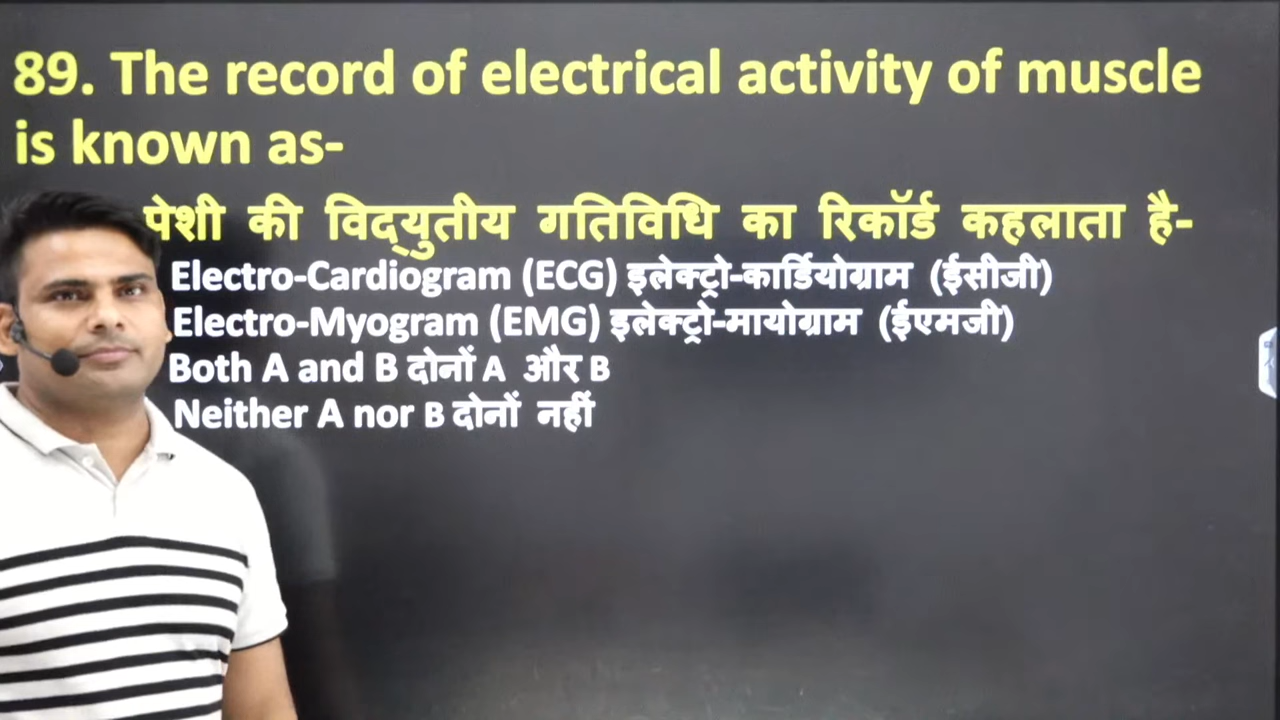 89. The record of electrical activity of muscle
is known as-
पेशी की विद्युतीय गतिविधि का रिकॉर्ड कहलाता है-
Electro-Cardiogram (ECG) इलेक्ट्रो-कार्डियोग्राम (ईसीजी)
Electro-Myogram (EMG) इलेक्ट्रो-मायोग्राम (ईएमजी)
Both A and B दोनों A और B
Neither A nor B दोनों नहीं